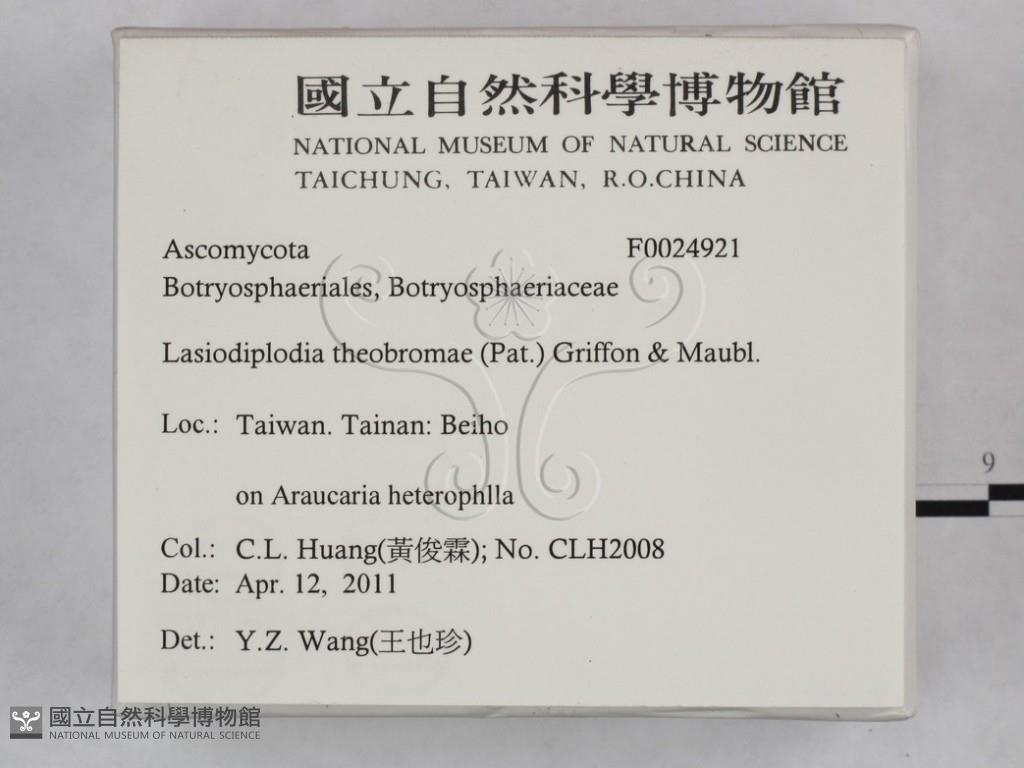 國立自然科學博物館
NATIONAL MUSEUM OF NATURAL SCIENCE
TAICHUNG, TAIWAN, R.O.CHINA
Ascomycota F0024921
Botryosphaeriales, Botryosphaeriaceae
Lasiodiplodia theobromae (Pat.) Griffon & Maubl.
Loc.: Taiwan. Tainan: Beiho
on Araucaria heterophlla
Col.: C.L. Huang(黃俊霖); No. CLH2008
Date: Apr. 12, 2011
Det.: Y.Z. Wang(王也珍)
9
國立自然科學博物館
NATIONAL MUSEUM OF NATURAL SCIENCE